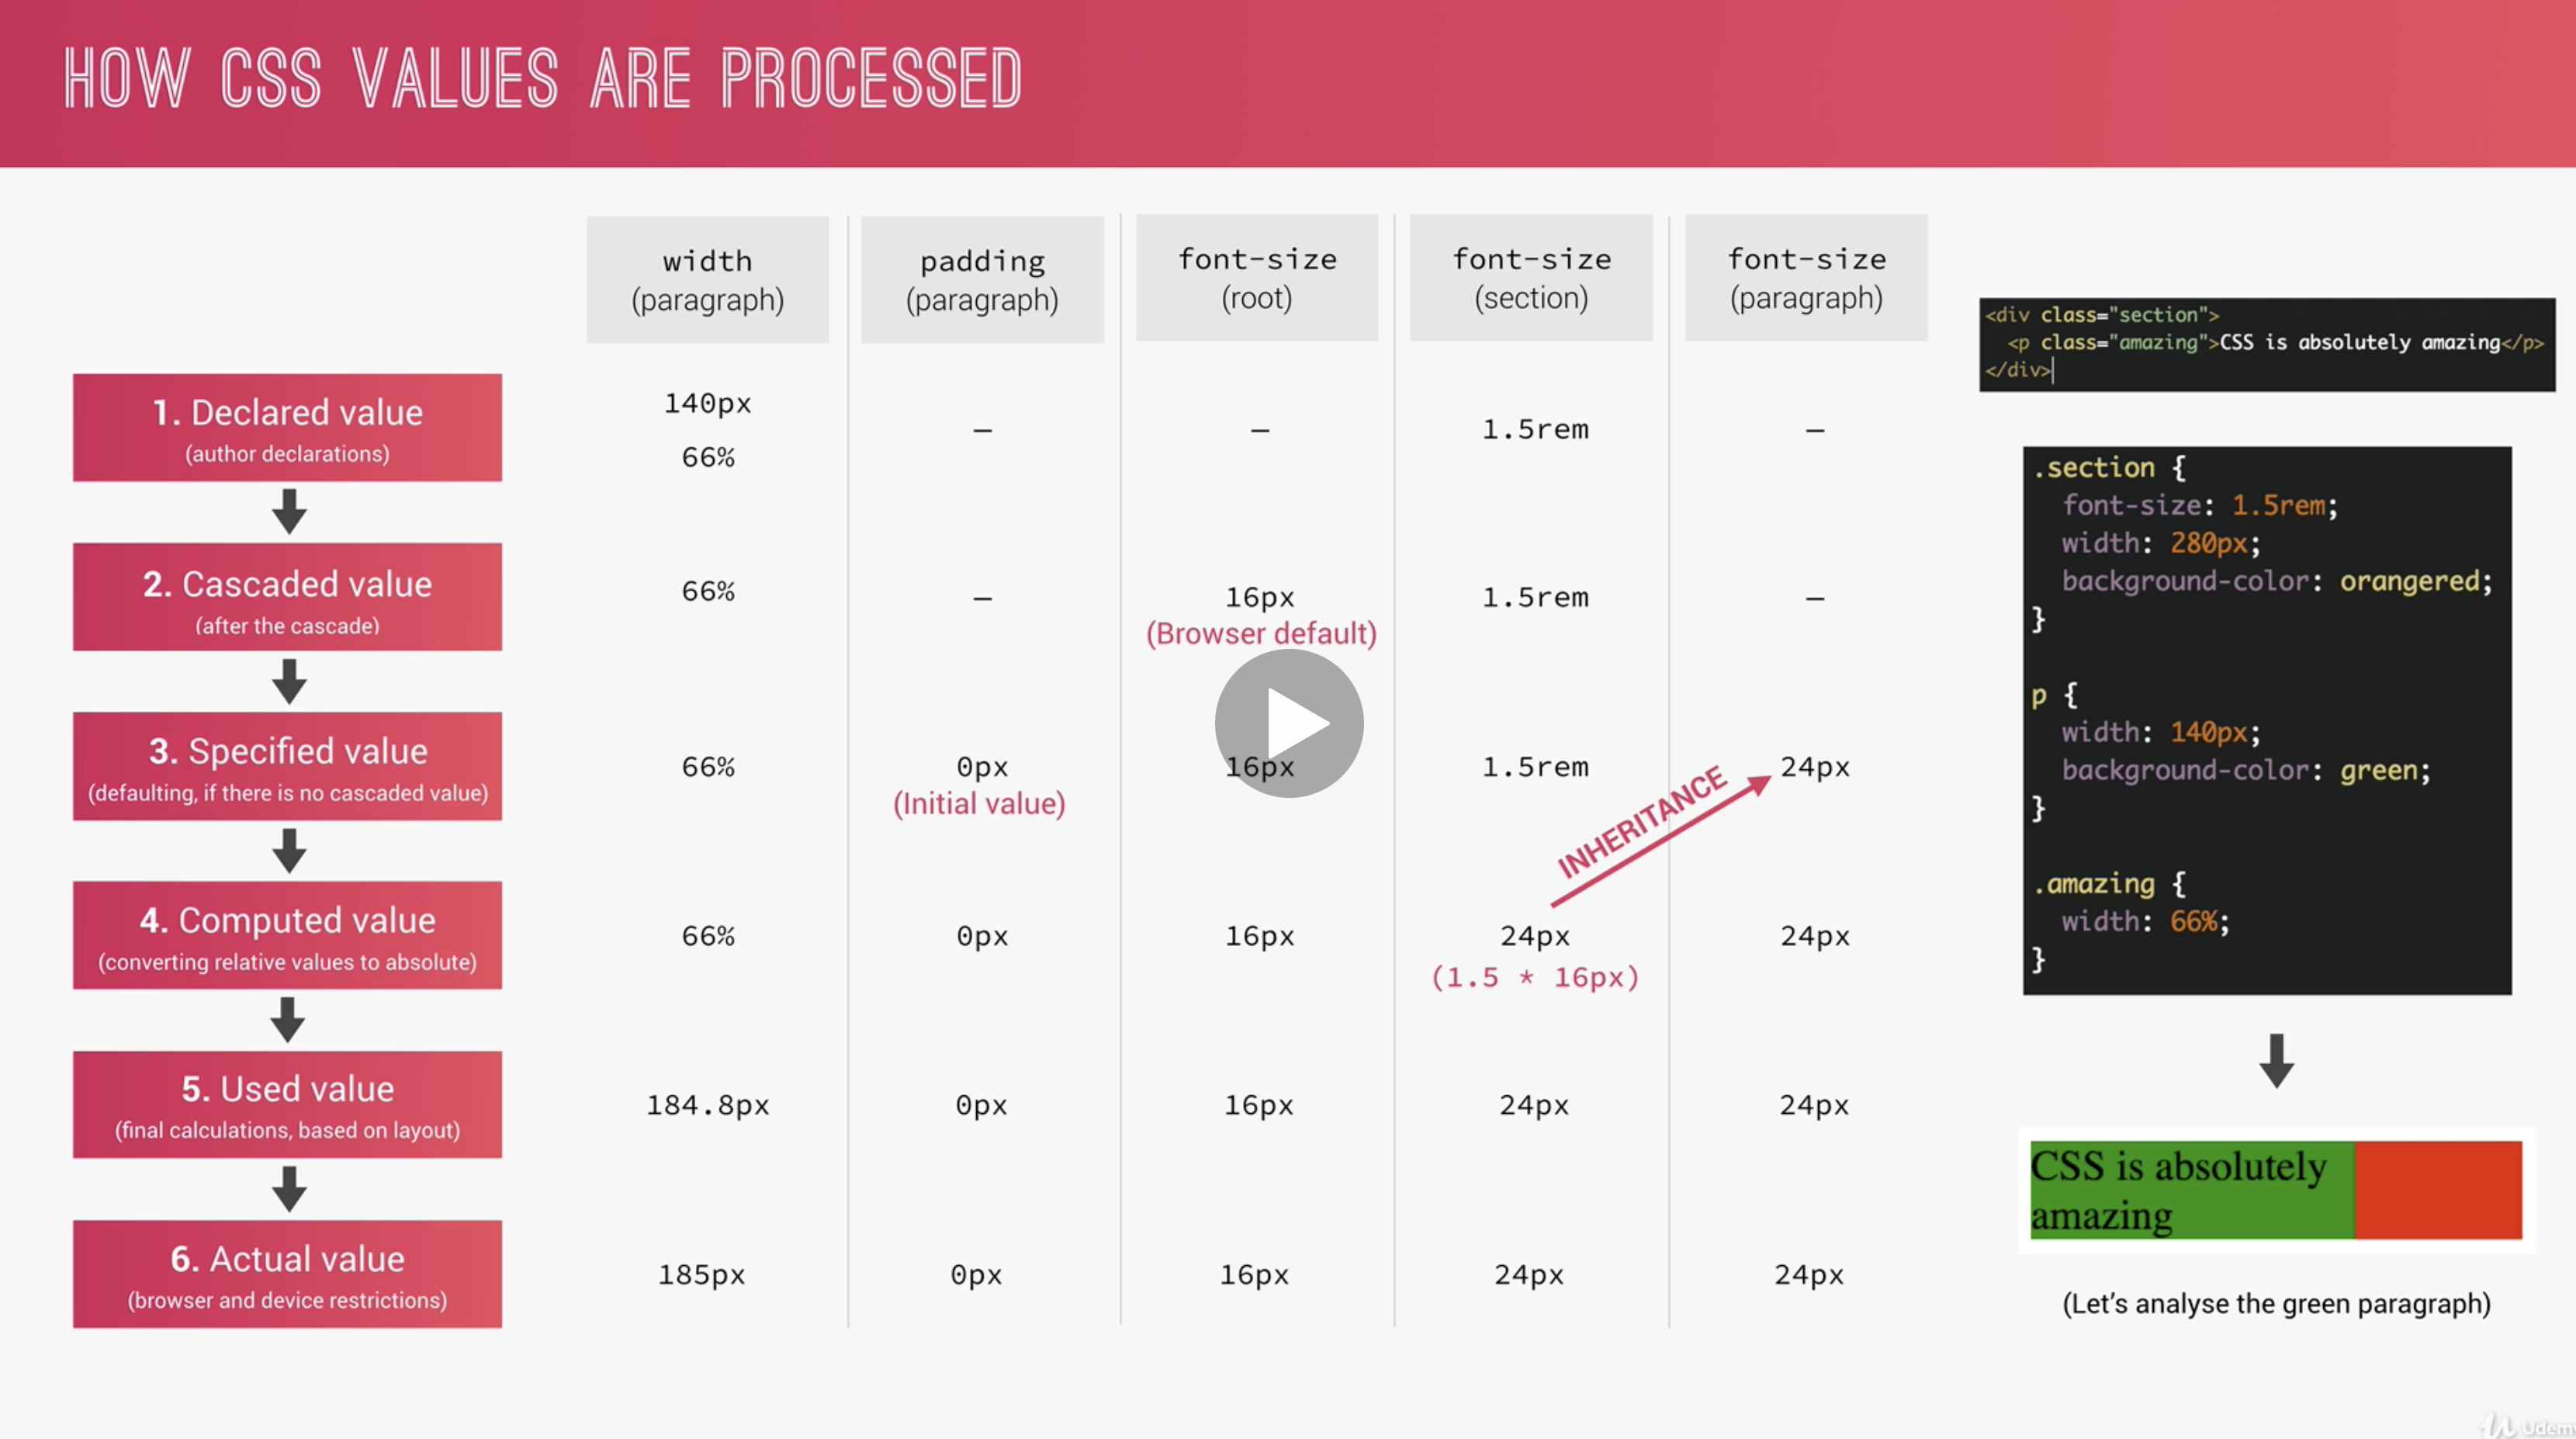 HOW CSS VALUES ARE PROCESSED
width
(paragraph)
padding
(paragraph)
font-size
(root)
font-size
(section)
font-size
(paragraph)
1. Declared value
(author declarations)
140px
66%
–
–
1.5rem
–
2. Cascaded value
(after the cascade)
66%
–
16px
(Browser default)
1.5rem
–
3. Specified value
(defaulting, if there is no cascaded value)
66%
0px
(Initial value)
16px
1.5rem
INHERITANCE
24px
4. Computed value
(converting relative values to absolute)
66%
0px
16px
24px
(1.5 * 16px)
24px
5. Used value
(final calculations, based on layout)
184.8px
0px
16px
24px
24px
6. Actual value
(browser and device restrictions)
185px
0px
16px
24px
24px
<div class="section">
<p class="amazing">CSS is absolutely amazing</p>
</div>
.section {
font-size: 1.5rem;
width: 280px;
background-color: orangered;
}
p {
width: 140px;
background-color: green;
}
.amazing {
width: 66%;
}
CSS is absolutely
amazing
(Let's analyse the green paragraph)
Udem